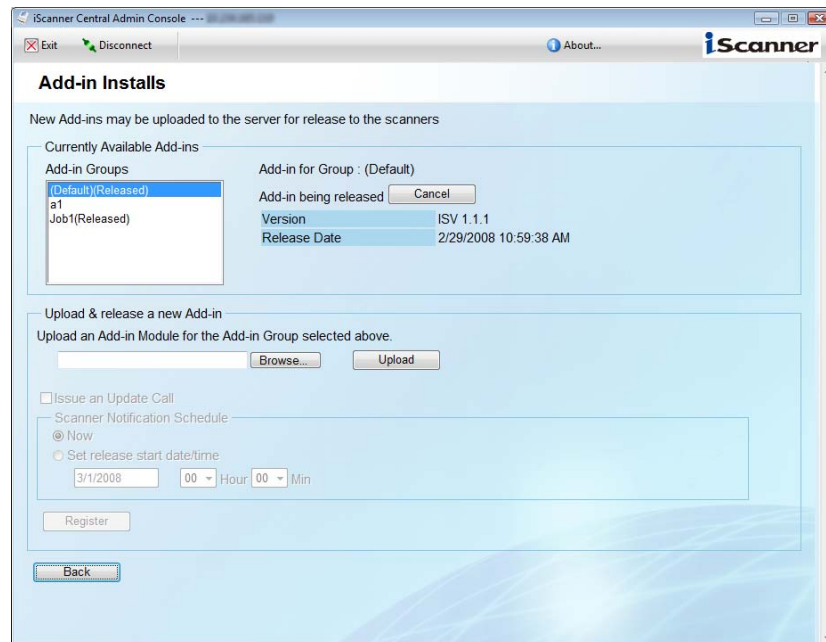 iScanner Central Admin Console ---
Exit Disconnect About... iScanner
Add-in Installs
New Add-ins may be uploaded to the server for release to the scanners
Currently Available Add-ins
Add-in Groups
(Default)(Released)
a1
Job1(Released)
Add-in for Group : (Default)
Add-in being released Cancel
Version ISV 1.1.1
Release Date 2/29/2008 10:59:38 AM
Upload & release a new Add-in
Upload an Add-in Module for the Add-in Group selected above.
Browse... Upload
Issue an Update Call
Scanner Notification Schedule
Now
Set release start date/time
3/1/2008 00 Hour 00 Min
Register
Back